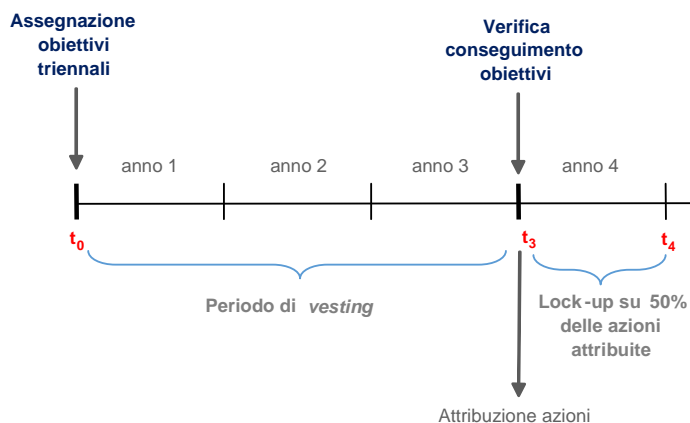 Assegnazione
obiettivi
triennali
Verifica
conseguimento
obiettivi
anno 1
anno 2
anno 3
anno 4
t0
t3
t4
Periodo di vesting
Lock-up su 50%
delle azioni
attribuite
Attribuzione azioni